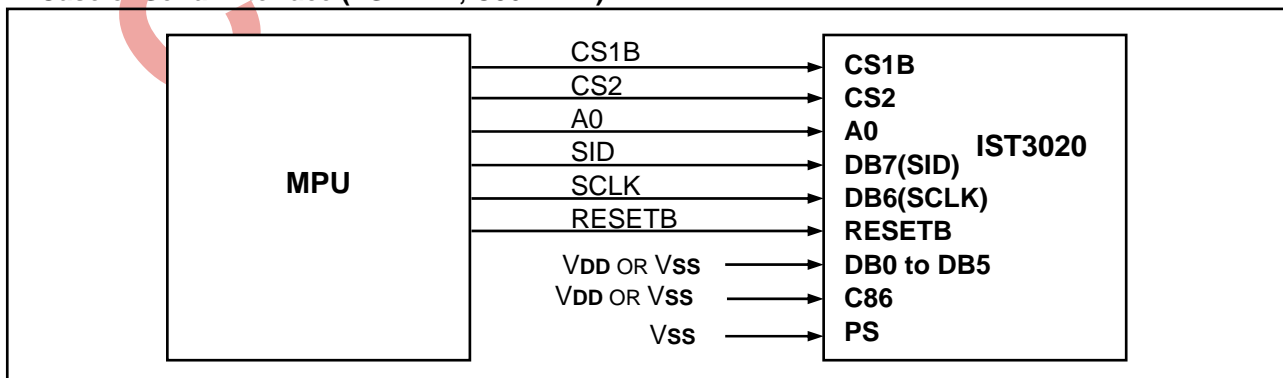 CS1B CS1B
CS2 CS2
A0 A0
IST3020
SID DB7(SID)
MPU
SCLK DB6(SCLK)
RESETB RESETB
VDD OR VSS DB0 to DB5
VDD OR VSS C86
VSS PS